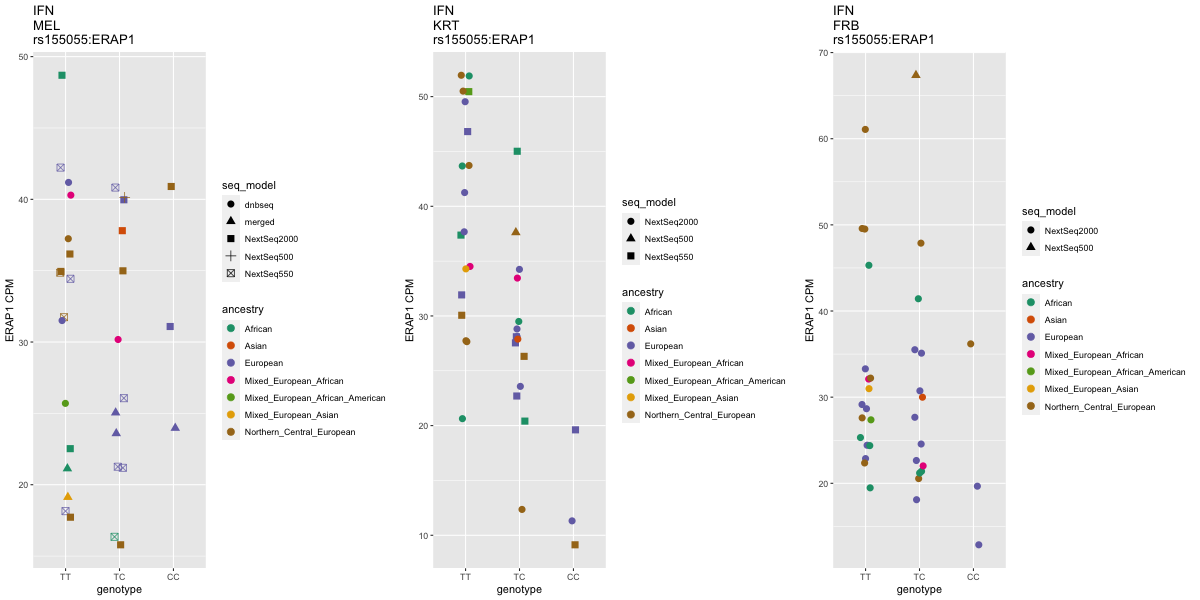 IFN
MEL
rs155055:ERAP1
50
40
30
20
ERAP1 CPM
TT
TC
CC
genotype
seq_model
dnbseq
merged
NextSeq2000
NextSeq500
NextSeq550
ancestry
African
Asian
European
Mixed_European_African
Mixed_European_African_American
Mixed_European_Asian
Northern_Central_European
IFN
KRT
rs155055:ERAP1
50
40
30
20
10
ERAP1 CPM
TT
TC
CC
genotype
seq_model
NextSeq2000
NextSeq500
NextSeq550
ancestry
African
Asian
European
Mixed_European_African
Mixed_European_African_American
Mixed_European_Asian
Northern_Central_European
IFN
FRB
rs155055:ERAP1
70
60
50
40
30
20
ERAP1 CPM
TT
TC
CC
genotype
seq_model
NextSeq2000
NextSeq500
ancestry
African
Asian
European
Mixed_European_African
Mixed_European_African_American
Mixed_European_Asian
Northern_Central_European